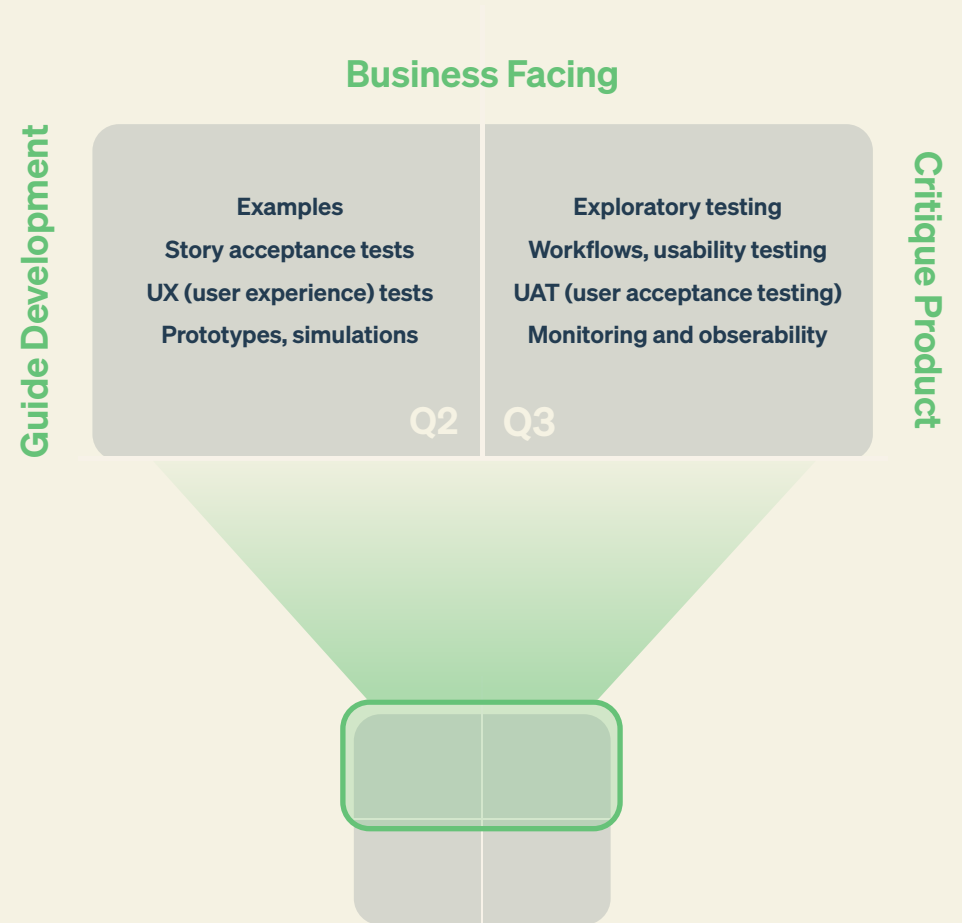 Business Facing
Guide Development
Examples
Story acceptance tests
UX (user experience) tests
Prototypes, simulations
Q2
Exploratory testing
Workflows, usability testing
UAT (user acceptance testing)
Monitoring and obserability
Q3
Critique Product